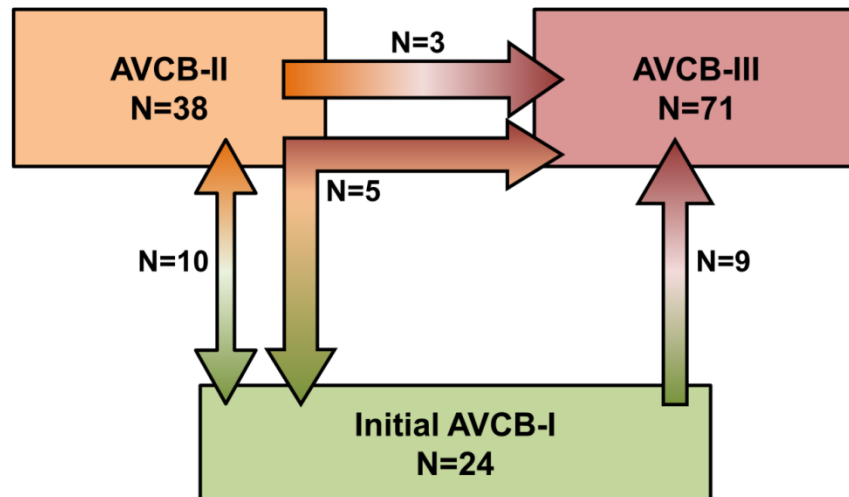 N=3
AVCB-II
N=38
AVCB-III
N=71
N=5
N=10
N=9
Initial AVCB-I
N=24